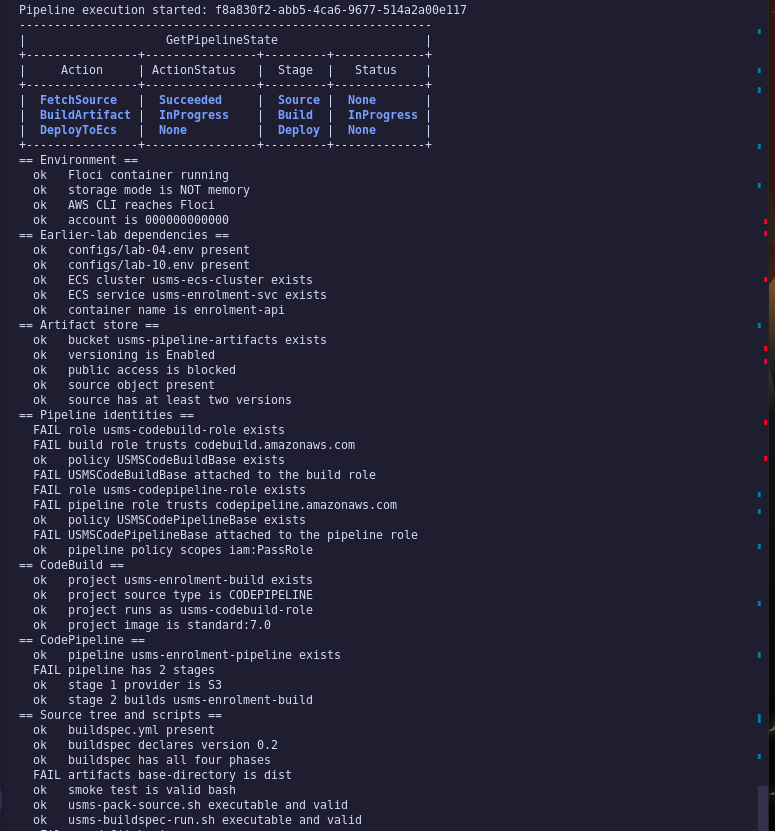 Pipeline execution started: f8a830f2-abb5-4ca6-9677-514a2a00e117
-----------------------------------------------------------
|                    GetPipelineState                     |
+----------------+----------------+---------+-------------+
|     Action     | ActionStatus   |  Stage  |   Status    |
+----------------+----------------+---------+-------------+
|  FetchSource   |  Succeeded     |  Source |  None       |
|  BuildArtifact |  InProgress    |  Build  |  InProgress |
|  DeployToEcs   |  None          |  Deploy |  None       |
+----------------+----------------+---------+-------------+
== Environment ==
  ok   Floci container running
  ok   storage mode is NOT memory
  ok   AWS CLI reaches Floci
  ok   account is 000000000000
== Earlier-lab dependencies ==
  ok   configs/lab-04.env present
  ok   configs/lab-10.env present
  ok   ECS cluster usms-ecs-cluster exists
  ok   ECS service usms-enrolment-svc exists
  ok   container name is enrolment-api
== Artifact store ==
  ok   bucket usms-pipeline-artifacts exists
  ok   versioning is Enabled
  ok   public access is blocked
  ok   source object present
  ok   source has at least two versions
== Pipeline identities ==
  FAIL role usms-codebuild-role exists
  FAIL build role trusts codebuild.amazonaws.com
  ok   policy USMSCodeBuildBase exists
  FAIL USMSCodeBuildBase attached to the build role
  FAIL role usms-codepipeline-role exists
  FAIL pipeline role trusts codepipeline.amazonaws.com
  ok   policy USMSCodePipelineBase exists
  FAIL USMSCodePipelineBase attached to the pipeline role
  ok   pipeline policy scopes iam:PassRole
== CodeBuild ==
  ok   project usms-enrolment-build exists
  ok   project source type is CODEPIPELINE
  ok   project runs as usms-codebuild-role
  ok   project image is standard:7.0
== CodePipeline ==
  ok   pipeline usms-enrolment-pipeline exists
  FAIL pipeline has 2 stages
  ok   stage 1 provider is S3
  ok   stage 2 builds usms-enrolment-build
== Source tree and scripts ==
  ok   buildspec.yml present
  ok   buildspec declares version 0.2
  ok   buildspec has all four phases
  FAIL artifacts base-directory is dist
  ok   smoke test is valid bash
  ok   usms-pack-source.sh executable and valid
  ok   usms-buildspec-run.sh executable and valid